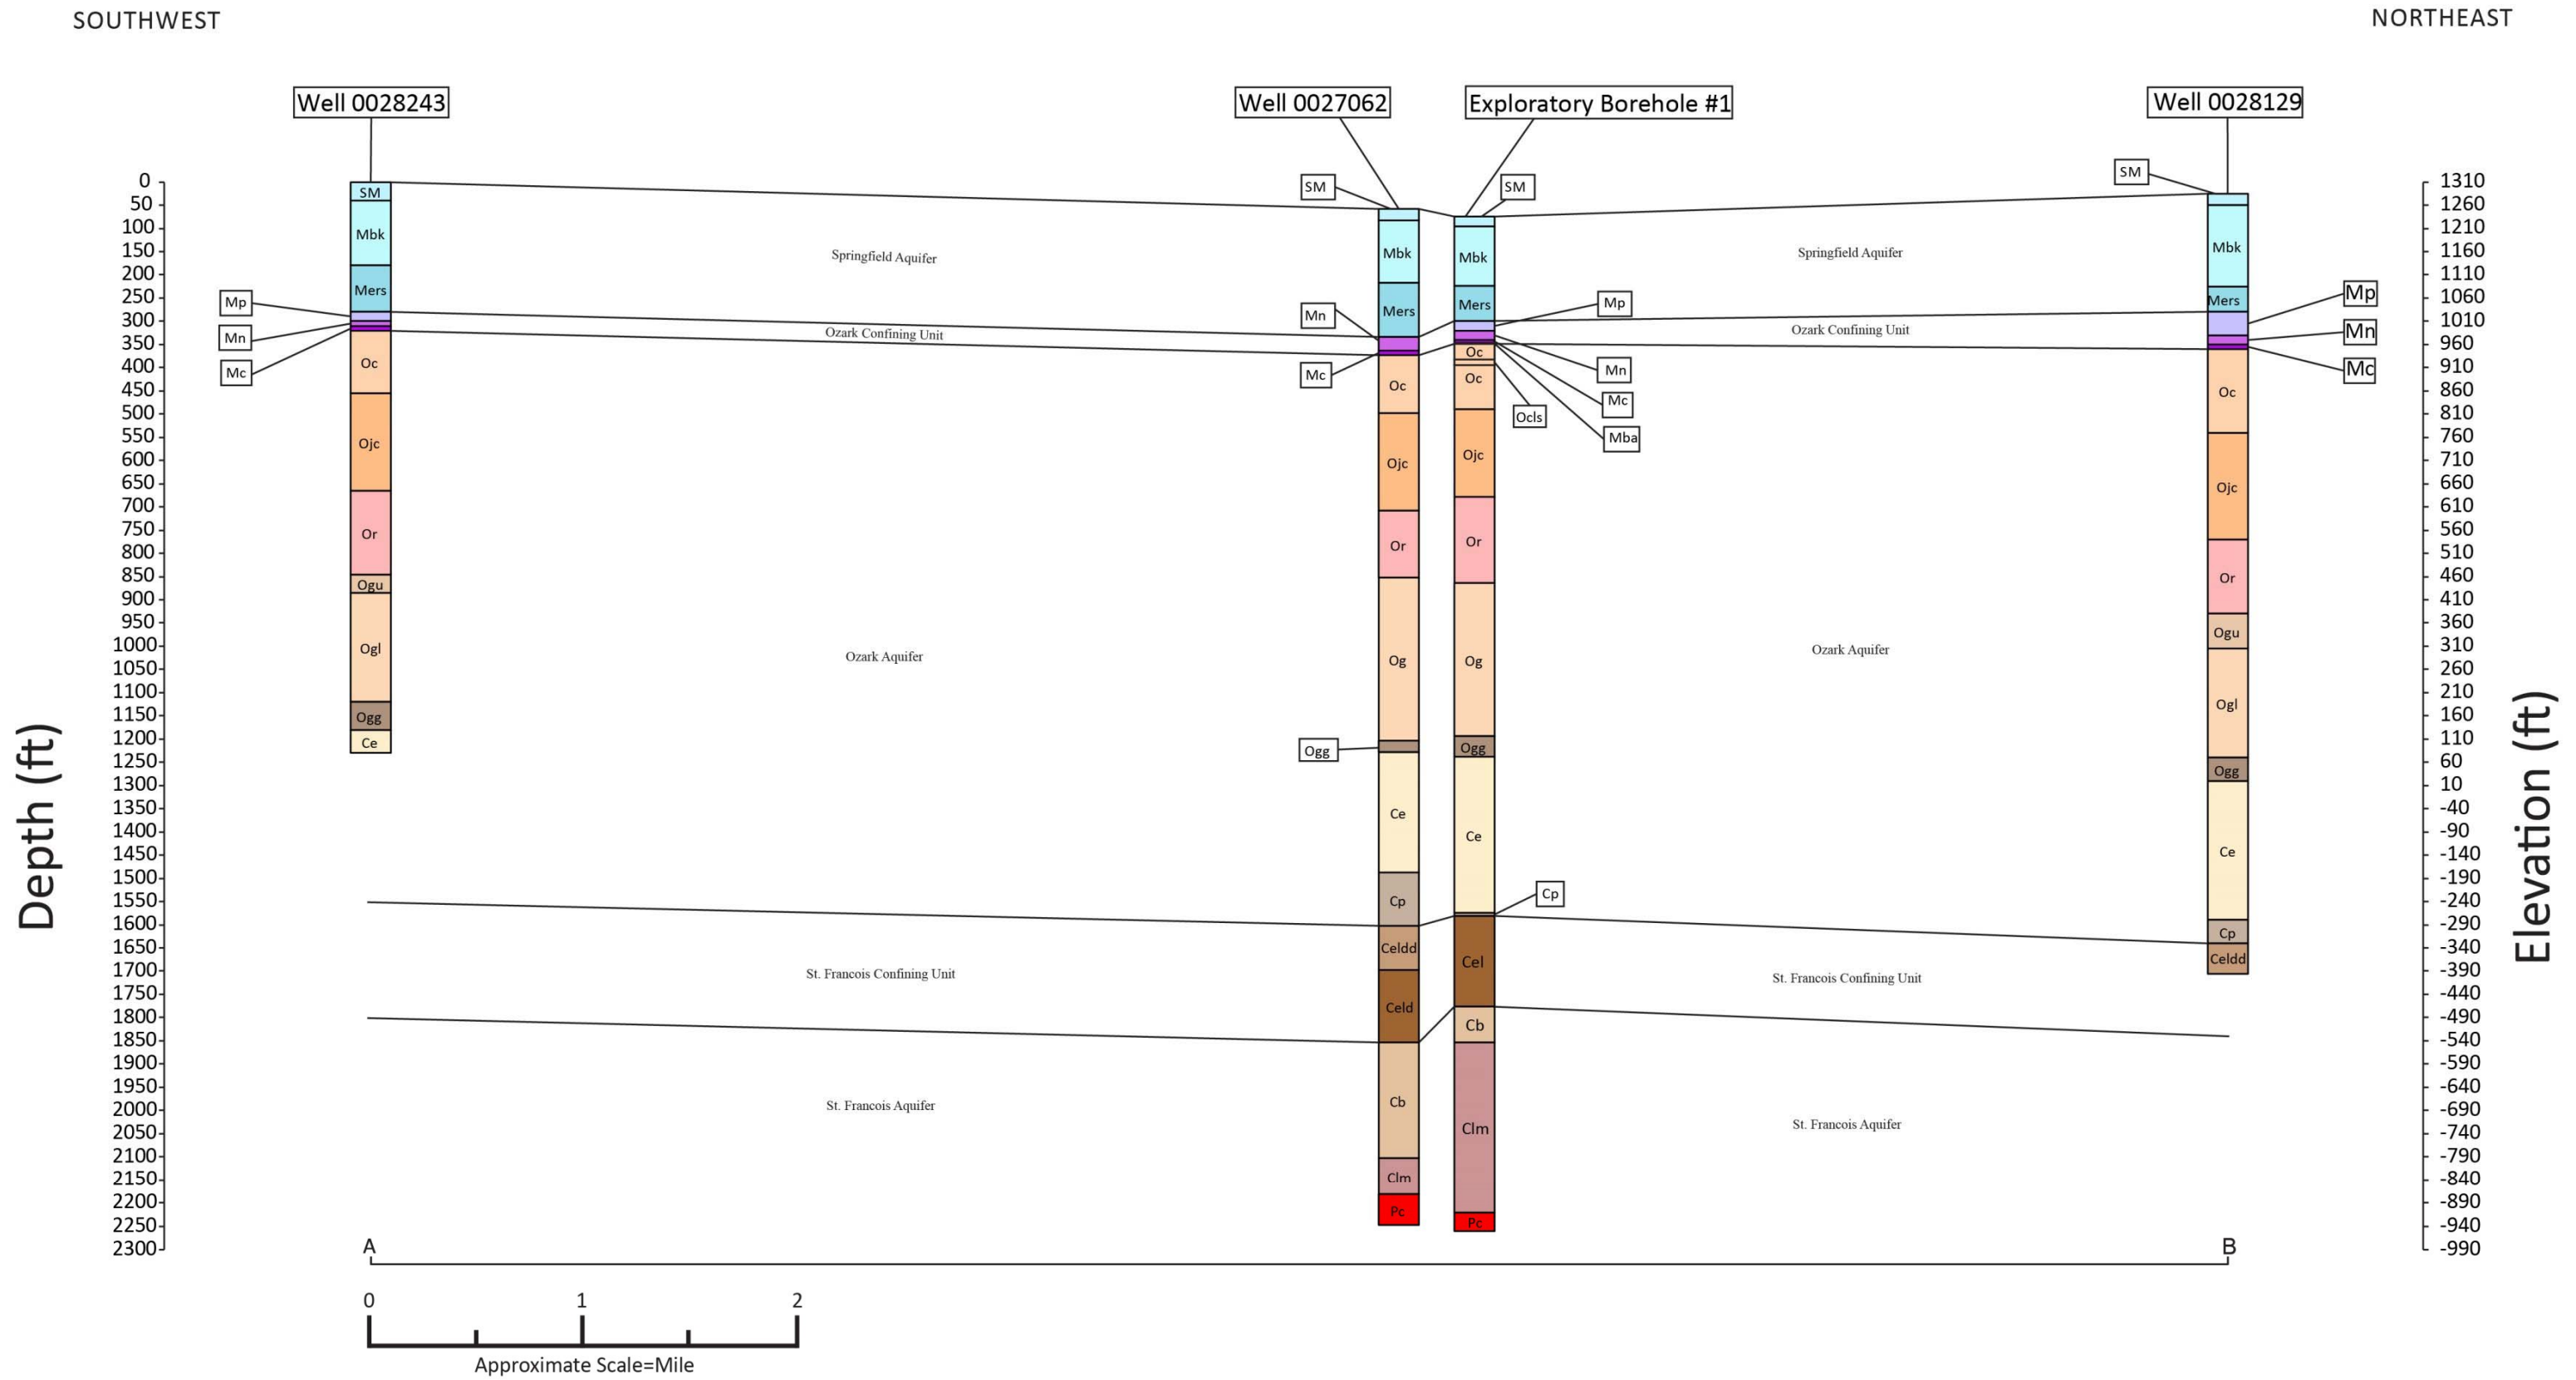 SOUTHWEST
NORTHEAST
Well 0028243
Well 0027062
Exploratory Borehole #1
Well 0028129
Depth (ft)
0
50
100
150
200
250
300
350
400
450
500
550
600
650
700
750
800
850
900
950
1000
1050
1100
1150
1200
1250
1300
1350
1400
1450
1500
1550
1600
1650
1700
1750
1800
1850
1900
1950
2000
2050
2100
2150
2200
2250
2300
Mp
Mn
Mc
SM
Mbk
Mers
Oc
Ojc
Or
Ogu
Ogl
Ogg
Ce
Springfield Aquifer
Ozark Confining Unit
Ozark Aquifer
St. Francois Confining Unit
St. Francois Aquifer
SM
Mn
Mc
Ogg
Mbk
Mers
Oc
Ojc
Or
Og
Ce
Cp
Celdd
Celd
Cb
Clm
Pc
SM
Mbk
Mers
Oc
Oc
Ojc
Or
Og
Ogg
Ce
Cel
Cb
Clm
Pc
Mp
Mn
Mc
Mba
Ocls
Cp
Springfield Aquifer
Ozark Confining Unit
Ozark Aquifer
St. Francois Confining Unit
St. Francois Aquifer
SM
Mbk
Mers
Oc
Ojc
Or
Ogu
Ogl
Ogg
Ce
Cp
Celdd
Mp
Mn
Mc
1310
1260
1210
1160
1110
1060
1010
960
910
860
810
760
710
660
610
560
510
460
410
360
310
260
210
160
110
60
10
-40
-90
-140
-190
-240
-290
-340
-390
-440
-490
-540
-590
-640
-690
-740
-790
-840
-890
-940
-990
Elevation (ft)
A
B
0
1
2
Approximate Scale=Mile